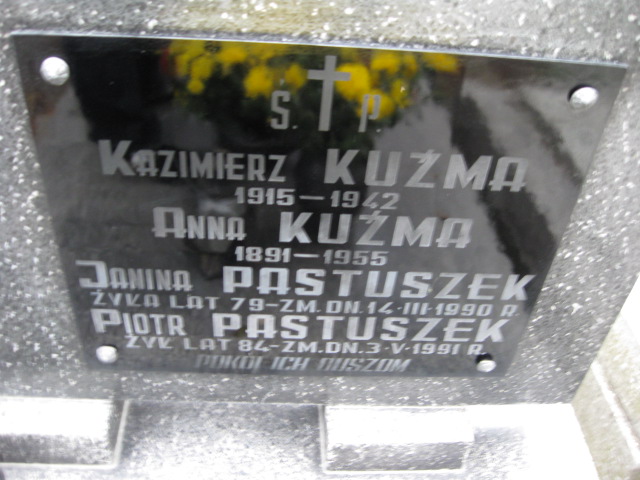 Ś. P.
KAZIMIERZ KUŹMA
1915-1942
ANNA KUŹMA
1891-1955
JANINA PASTUSZEK
ŻYŁA LAT 79-ZM. DN. 14·III·1990 R.
PIOTR PASTUSZEK
ŻYŁ LAT 84-ZM. DN. 3·V·1991 R.
POKÓJ ICH DUSZOM